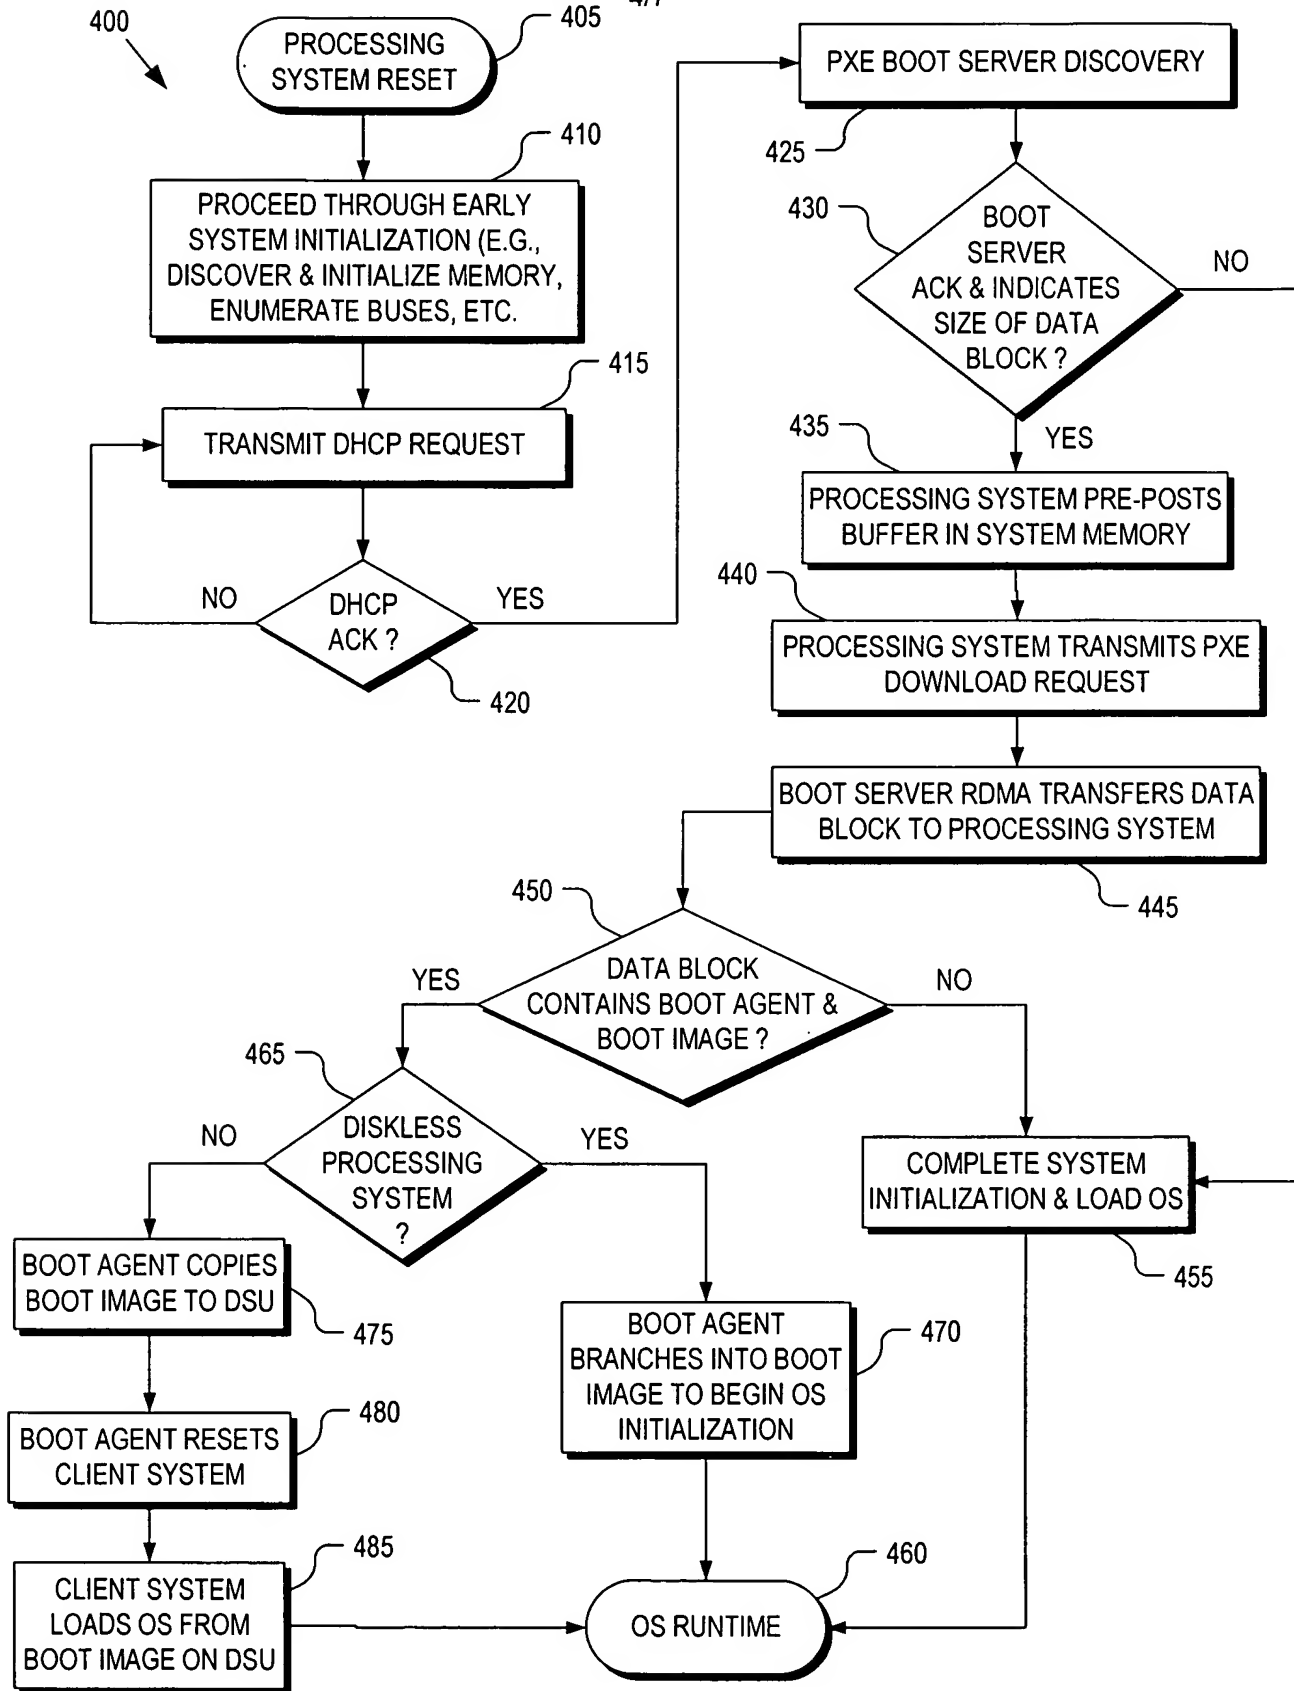 400
PROCESSING
SYSTEM RESET
405
410
PROCEED THROUGH EARLY
SYSTEM INITIALIZATION (E.G.,
DISCOVER & INITIALIZE MEMORY,
ENUMERATE BUSES, ETC.
415
TRANSMIT DHCP REQUEST
NO
DHCP
ACK ?
YES
420
PXE BOOT SERVER DISCOVERY
425
430
BOOT
SERVER
ACK & INDICATES
SIZE OF DATA
BLOCK ?
NO
YES
435
PROCESSING SYSTEM PRE-POSTS
BUFFER IN SYSTEM MEMORY
440
PROCESSING SYSTEM TRANSMITS PXE
DOWNLOAD REQUEST
BOOT SERVER RDMA TRANSFERS DATA
BLOCK TO PROCESSING SYSTEM
445
450
YES
DATA BLOCK
CONTAINS BOOT AGENT &
BOOT IMAGE ?
NO
465
NO
DISKLESS
PROCESSING
SYSTEM
?
YES
COMPLETE SYSTEM
INITIALIZATION & LOAD OS
455
BOOT AGENT COPIES
BOOT IMAGE TO DSU
475
BOOT AGENT
BRANCHES INTO BOOT
IMAGE TO BEGIN OS
INITIALIZATION
470
BOOT AGENT RESETS
CLIENT SYSTEM
480
CLIENT SYSTEM
LOADS OS FROM
BOOT IMAGE ON DSU
485
OS RUNTIME
460